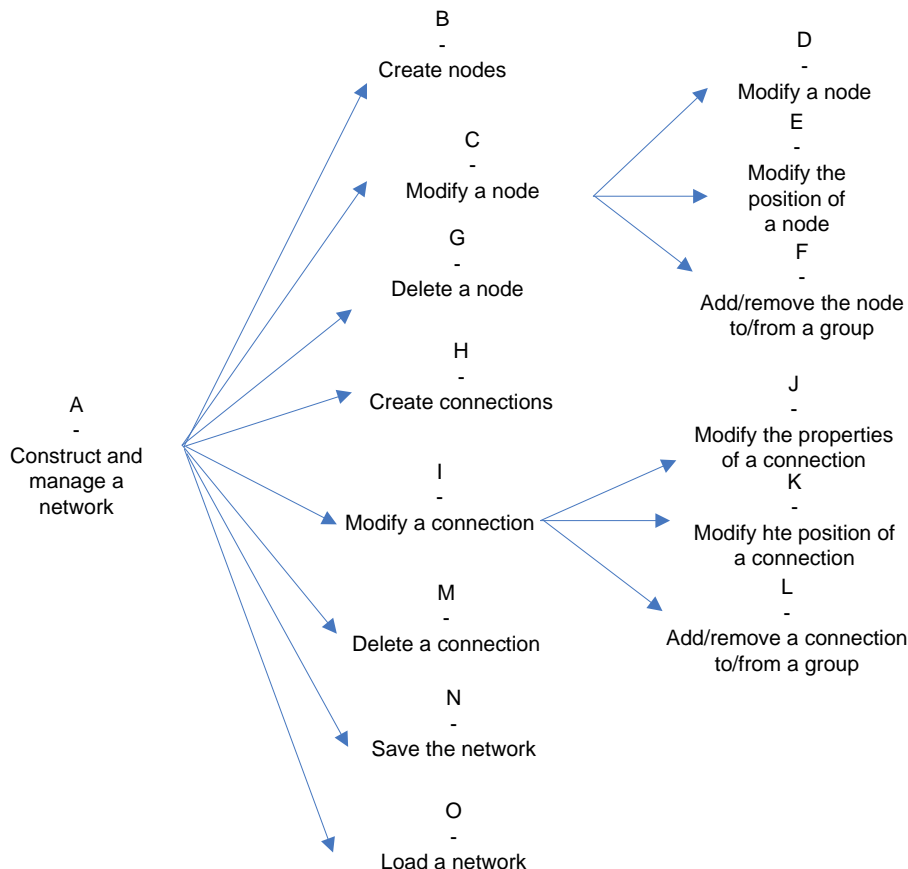 A
-
Construct and
manage a
network
B
-
Create nodes
C
-
Modify a node
D
-
Modify a node
E
-
Modify the
position of
a node
F
-
Add/remove the node
to/from a group
G
-
Delete a node
H
-
Create connections
I
-
Modify a connection
J
-
Modify the properties
of a connection
K
-
Modify hte position of
a connection
L
-
Add/remove a connection
to/from a group
M
-
Delete a connection
N
-
Save the network
O
-
Load a network